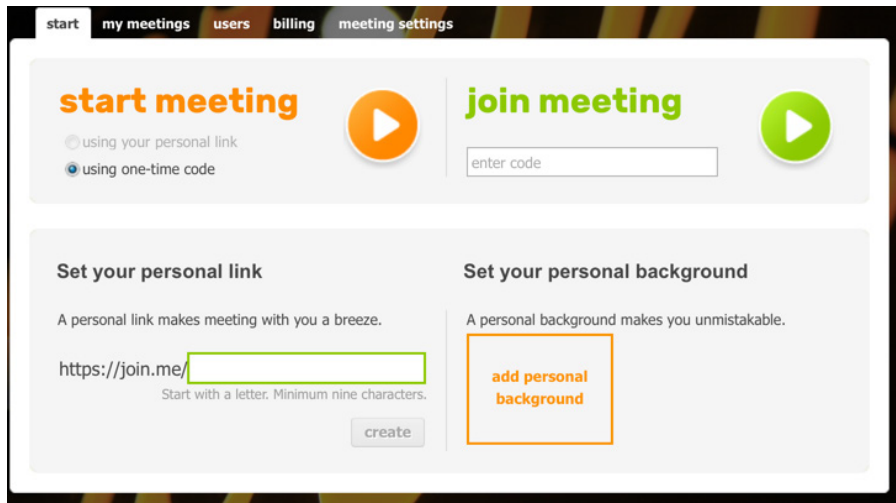 start my meetings users billing meeting settings
start meeting
using your personal link
using one-time code
join meeting
enter code
Set your personal link
A personal link makes meeting with you a breeze.
https://join.me/
Start with a letter. Minimum nine characters.
create
Set your personal background
A personal background makes you unmistakable.
add personal
background